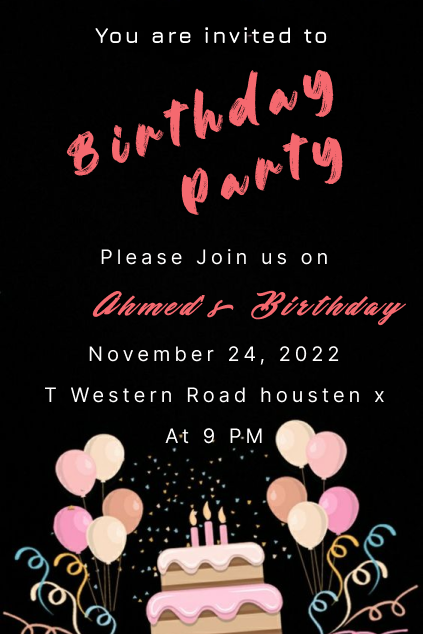 You are invited to
Birthday
Party
Please Join us on
Ahmed's Birthday
November 24, 2022
T Western Road housten x
At 9 PM